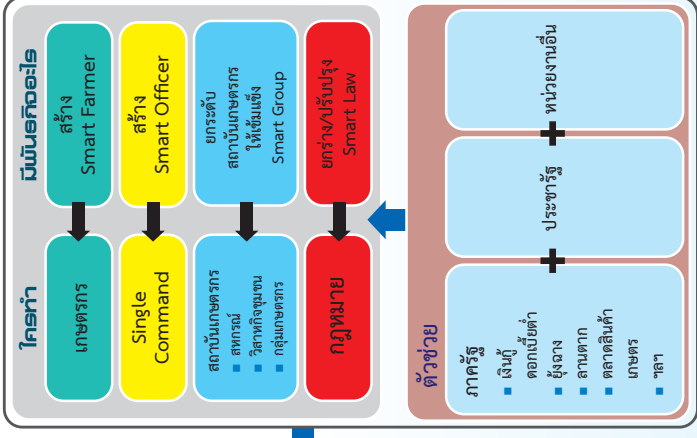 ใครทำ
มีพันธกิจอะไร
เกษตรกร
สร้าง
Smart Farmer
Single
Command
สร้าง
Smart Officer
สถาบันเกษตรกร
สหกรณ์
วิสาหกิจชุมชน
กลุ่มเกษตรกร
ยกระดับ
สถาบันเกษตรกร
ให้เข้มแข็ง
Smart Group
กฎหมาย
ยกร่าง/ปรับปรุง
Smart Law
ตัวช่วย
ภาครัฐ
เงินกู้
ดอกเบี้ยต่ำ
ยุ้งฉาง
ลานตาก
ตลาดสินค้า
เกษตร
ฯลฯ
+
ประชารัฐ
+
หน่วยงานอื่น